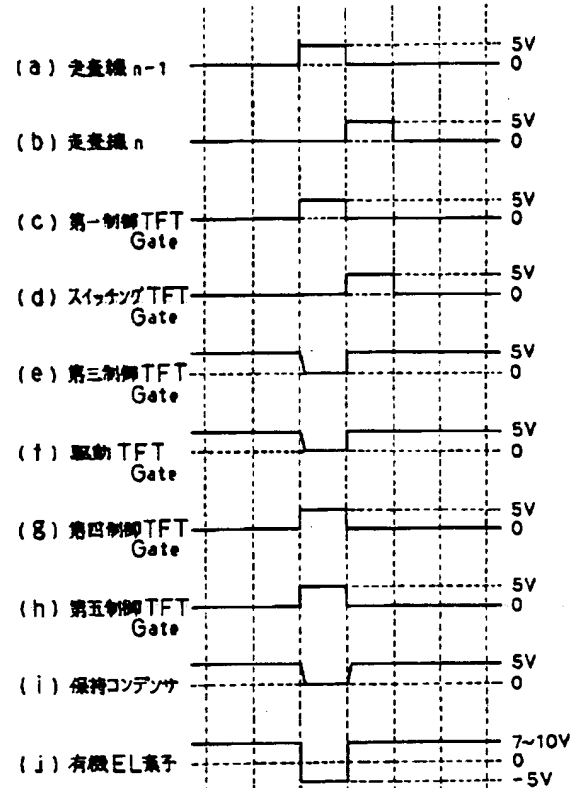 (a) 走査線 n-1
5V
0
(b) 走査線 n
5V
0
(c) 第一制御TFT
Gate
5V
0
(d) スイッチングTFT
Gate
5V
0
(e) 第三制御TFT
Gate
5V
0
(f) 駆動TFT
Gate
5V
0
(g) 第四制御TFT
Gate
5V
0
(h) 第五制御TFT
Gate
5V
0
(i) 保持コンデンサ
5V
0
(j) 有機EL素子
7~10V
0
-5V